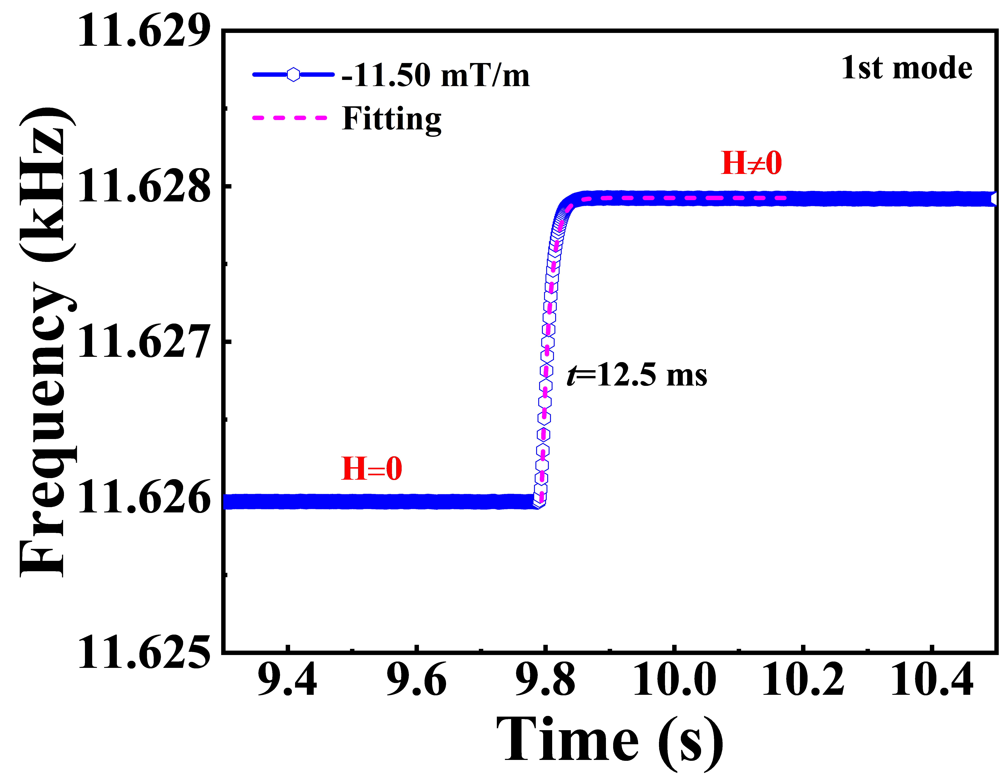 11.629
11.628
11.627
11.626
11.625
Frequency (kHz)
-11.50 mT/m
Fitting
1st mode
H≠0
t=12.5 ms
H=0
9.4
9.6
9.8
10.0
10.2
10.4
Time (s)